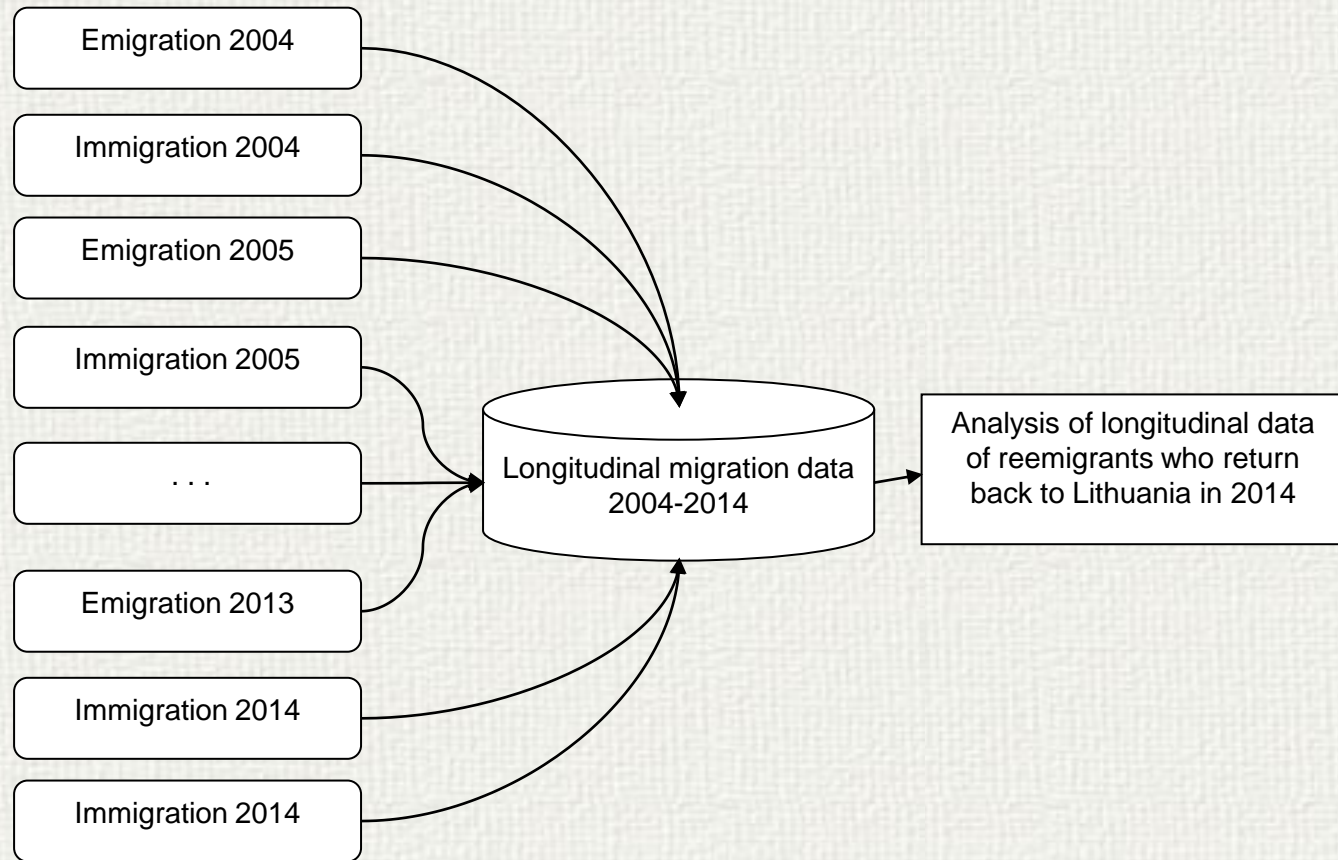 Emigration 2004
Immigration 2004
Emigration 2005
Immigration 2005
. . .
Emigration 2013
Immigration 2014
Immigration 2014
Longitudinal migration data
2004-2014
Analysis of longitudinal data
of reemigrants who return
back to Lithuania in 2014